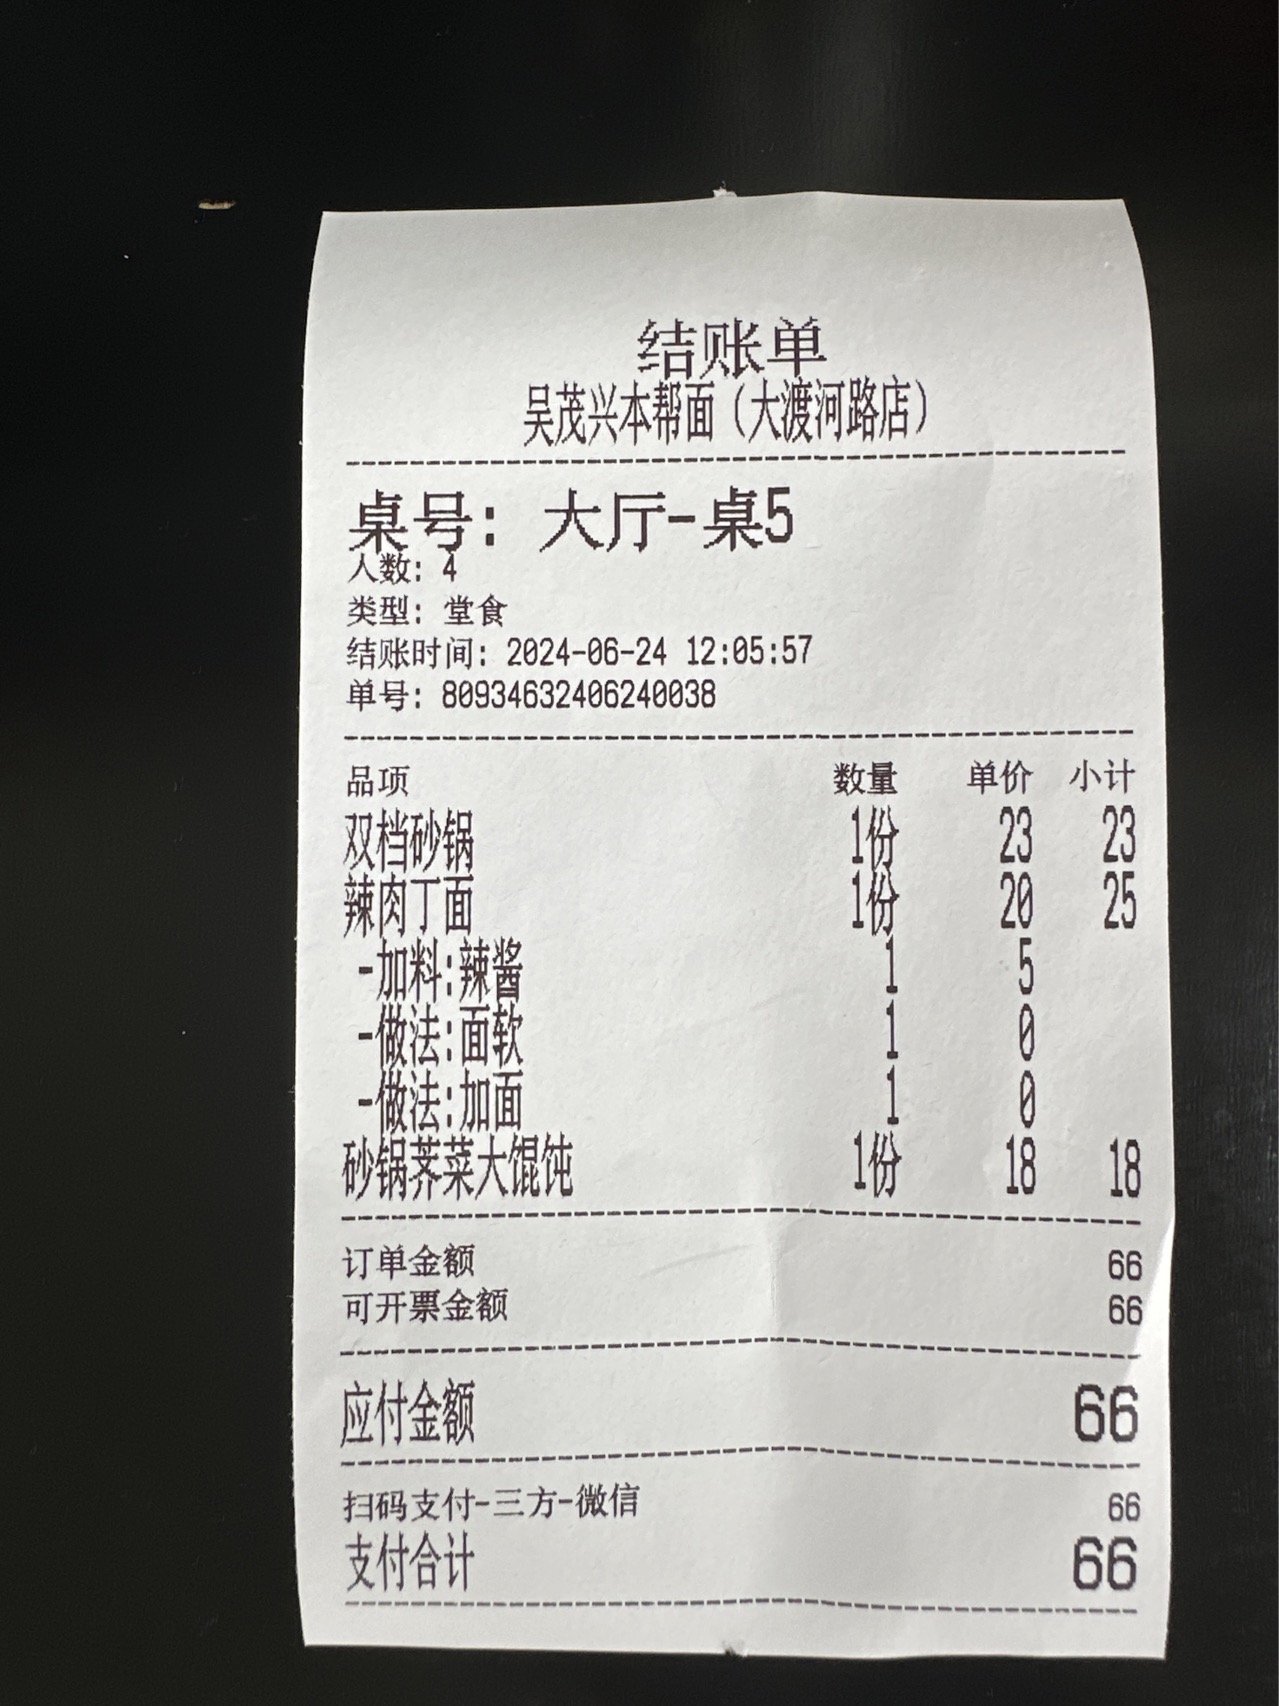 结账单
吴茂兴本帮面（大渡河路店）
桌号: 大厅-桌5
人数: 4
类型: 堂食
结账时间: 2024-06-24 12:05:57
单号: 80934632406240038
品项 数量 单价 小计
双档砂锅 1份 23 23
辣肉丁面 1份 20 25
-加料:辣酱 1 5
-做法:面软 1 0
-做法:加面 1 0
砂锅荠菜大馄饨 1份 18 18
订单金额 66
可开票金额 66
应付金额 66
扫码支付-三方-微信 66
支付合计 66